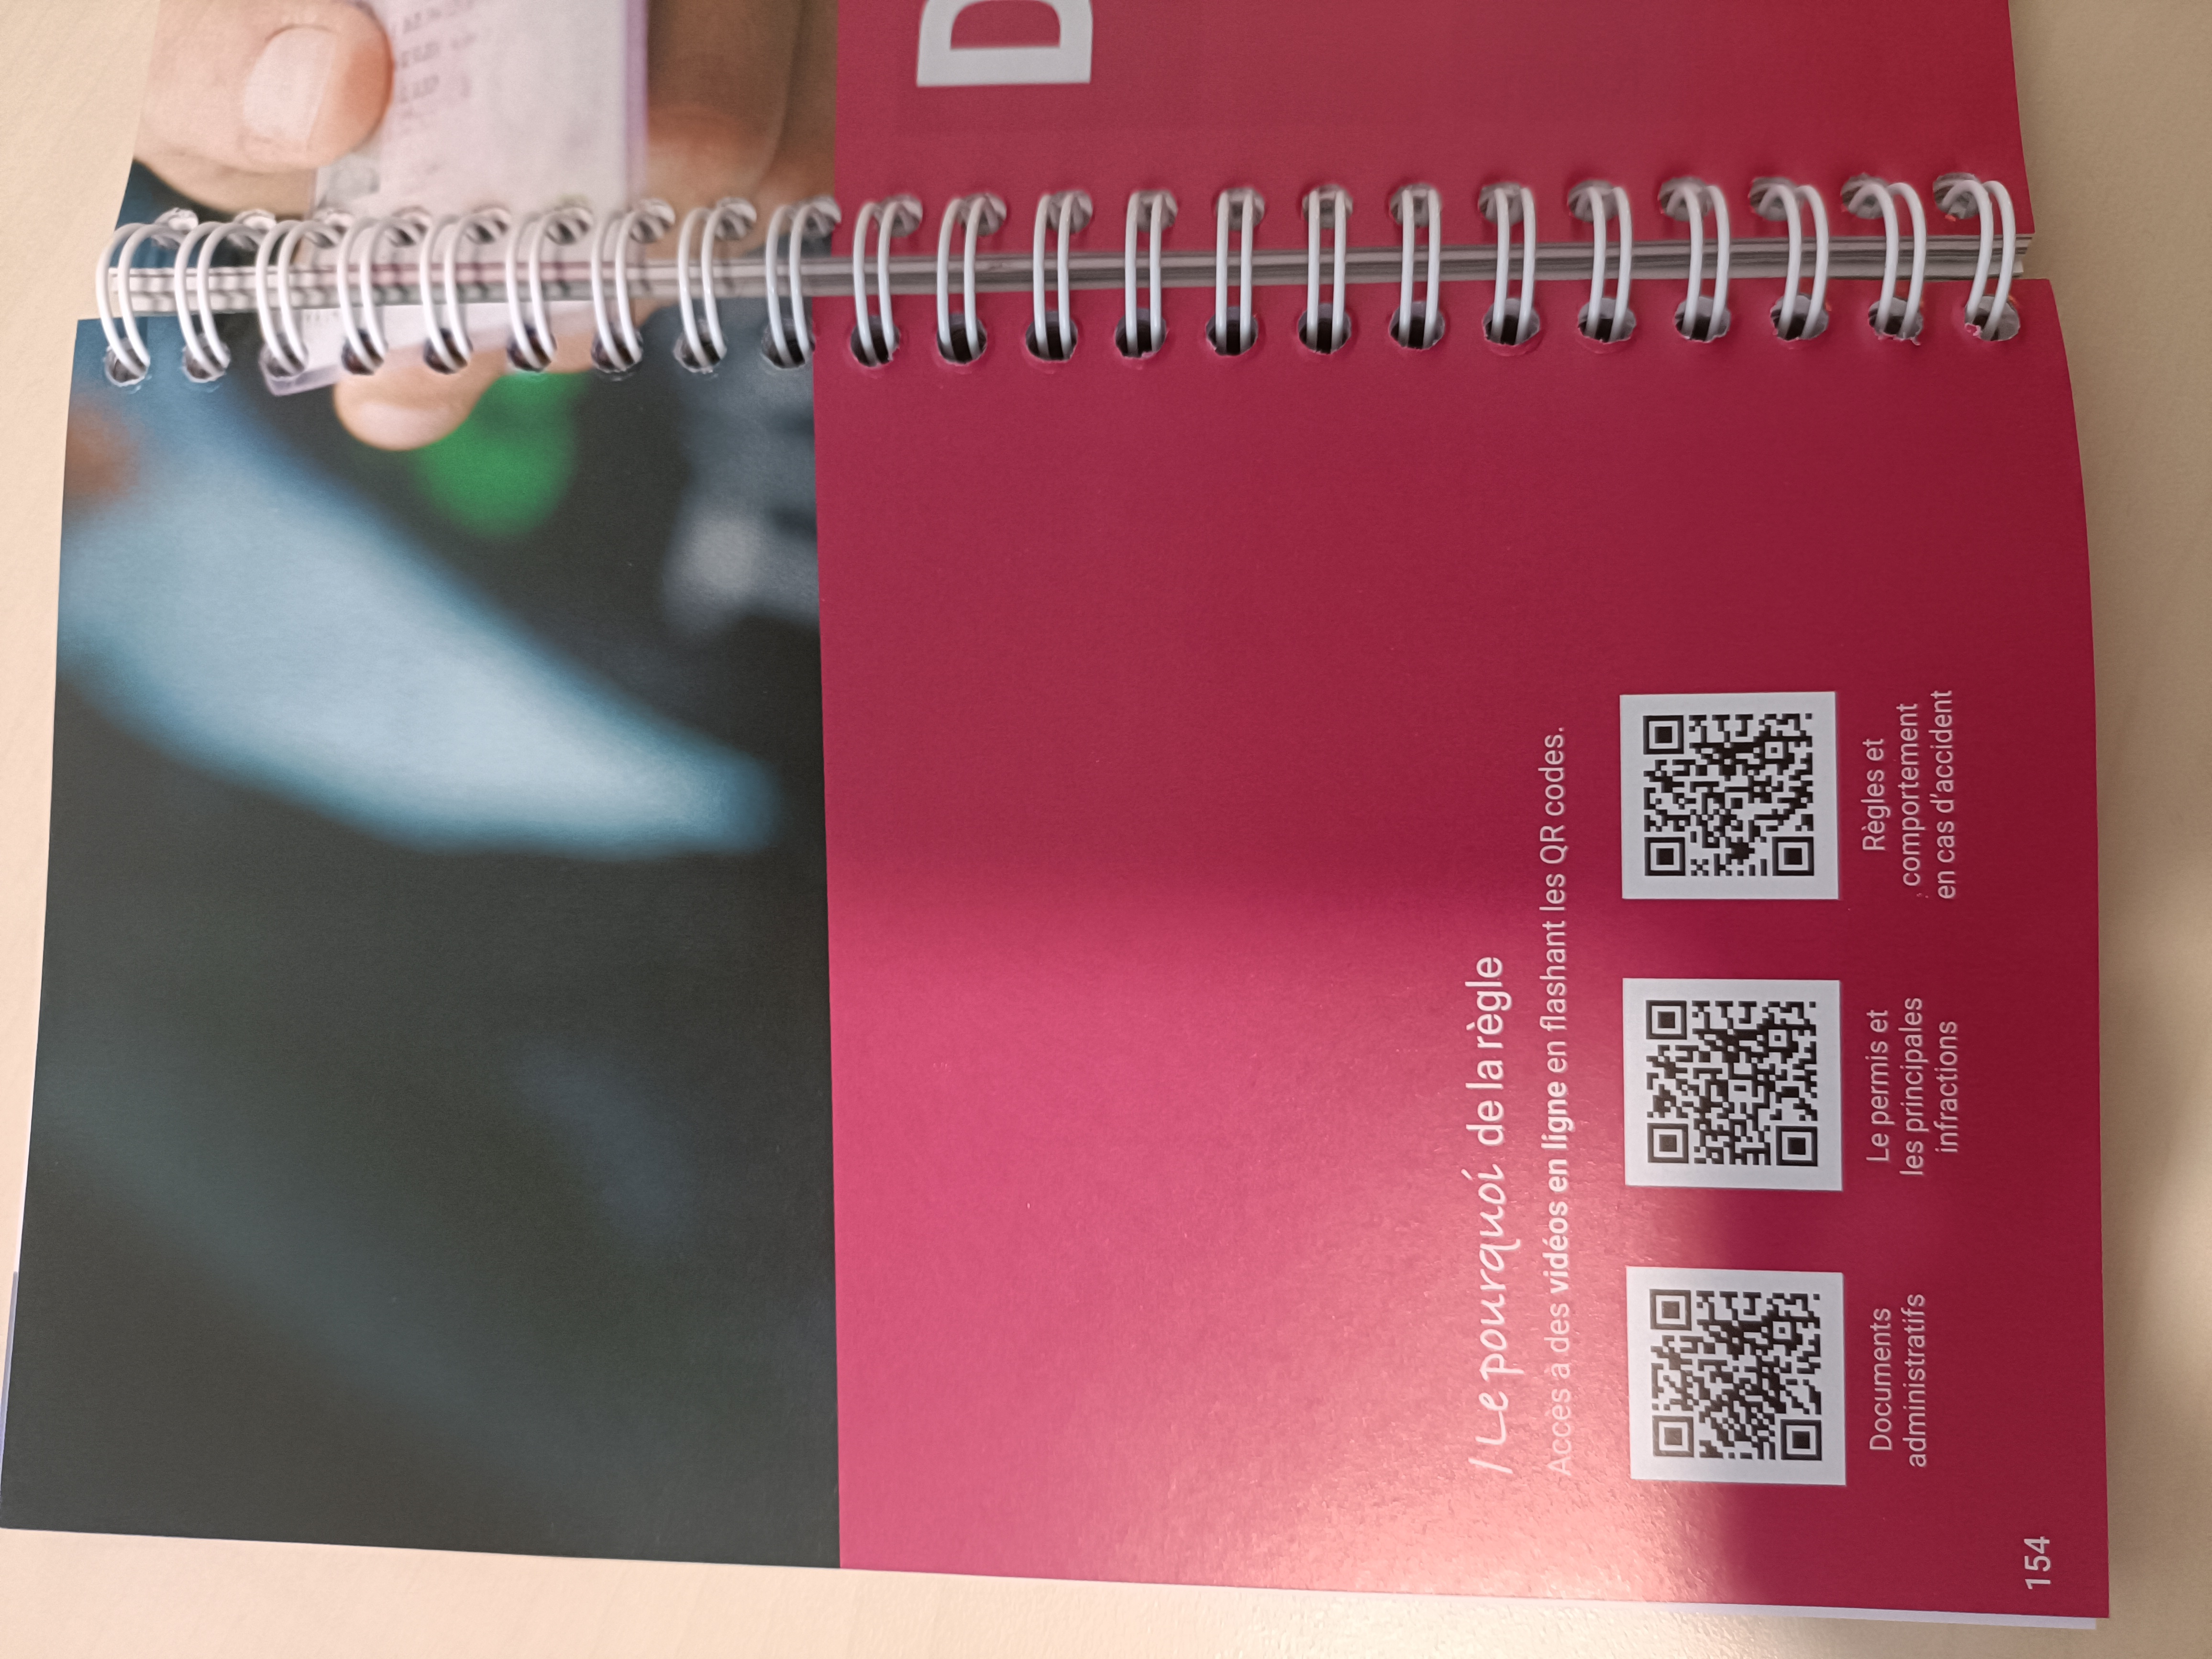 D
/ Le pourquoi de la règle
Accès à des vidéos en ligne en flashant les QR codes.
Documents
administratifs
Le permis et
les principales
infractions
Règles et
comportement
en cas d'accident
154